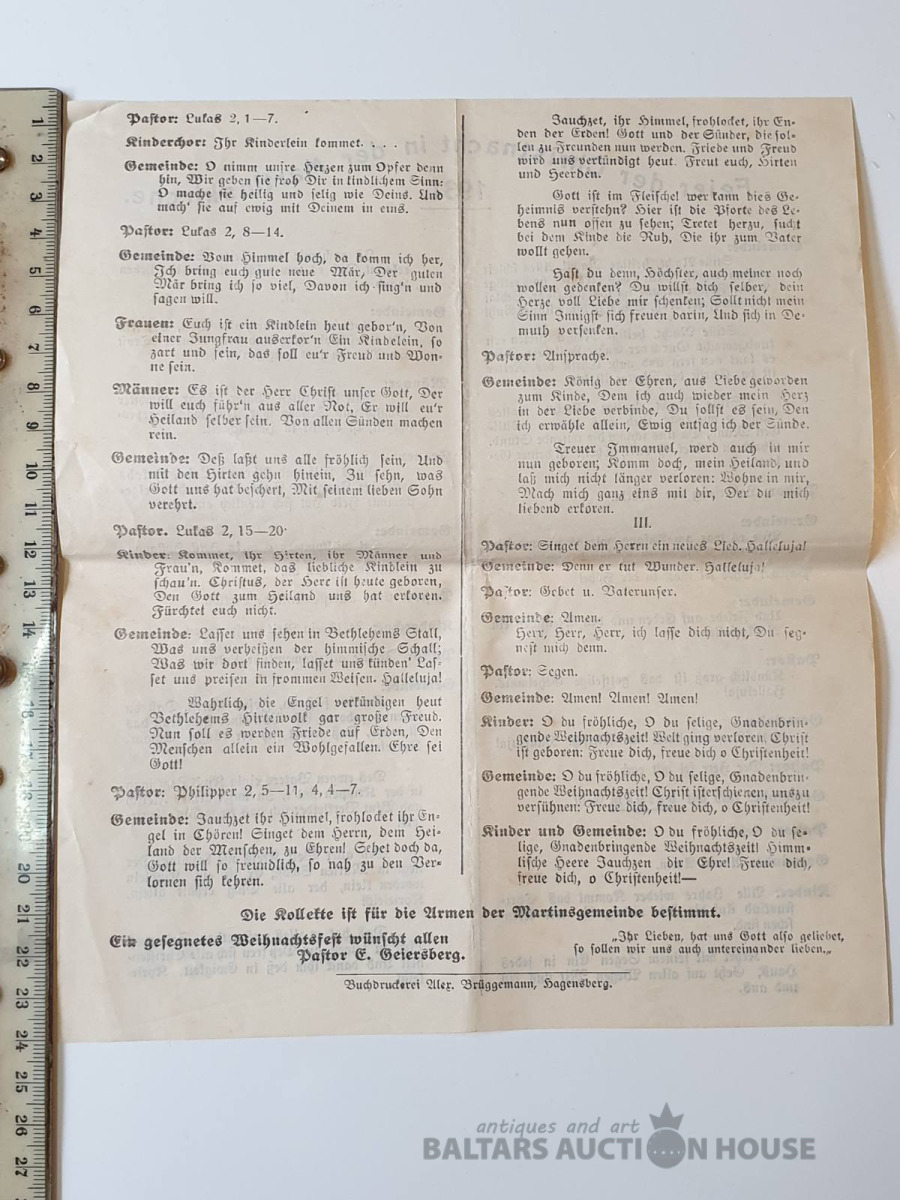 Pastor: Lukas 2, 1—7.
Kinderchor: Ihr Kinderlein kommet. . . .
Gemeinde: O nimm unsre Herzen zum Opfer denn
hin, Wir geben sie froh Dir in kindlichem Sinn:
O mache sie heilig und selig wie Deins. Und
mach' sie auf ewig mit Deinem in eins.
Pastor: Lukas 2, 8—14.
Gemeinde: Vom Himmel hoch, da komm ich her,
Ich bring euch gute neue Mär, Der guten
Mär bring ich so viel, Davon ich sing'n und
sagen will.
Frauen: Euch ist ein Kindlein heut gebor'n, Von
einer Jungfrau auserkor'n Ein Kindelein, so
zart und fein, das soll eu'r Freud und Won-
ne sein.
Männer: Es ist der Herr Christ unser Gott, Der
will euch führ'n aus aller Not, Er will eu'r
Heiland selber sein. Von allen Sünden machen
rein.
Gemeinde: Deß laßt uns alle fröhlich sein, Und
mit den Hirten gehn hinein, Zu sehn, was
Gott uns hat beschert, Mit seinem lieben Sohn
verehrt.
Pastor. Lukas 2, 15—20.
Kinder: Kommet, ihr Hirten, ihr Männer und
Frau'n, Kommet, das liebliche Kindlein zu
schau'n. Christus, der Herr ist heute geboren,
Den Gott zum Heiland uns hat erkoren.
Fürchtet euch nicht.
Gemeinde: Lasset uns sehen in Bethlehems Stall,
Was uns verheißen der himmische Schall;
Was wir dort finden, lasset uns künden' Las-
set uns preisen in frommen Weisen. Halleluja!
Wahrlich, die Engel verkündigen heut
Bethlehems Hirtenvolk gar große Freud.
Nun soll es werden Friede auf Erden, Den
Menschen allein ein Wohlgefallen. Ehre sei
Gott!
Pastor: Philipper 2, 5—11, 4, 4—7.
Gemeinde: Jauchzet ihr Himmel, frohlocket ihr En-
gel in Chören! Singet dem Herrn, dem Hei-
land der Menschen, zu Ehren! Sehet doch da,
Gott will so freundlich, so nah zu den Ver-
lornen sich kehren.
Jauchzet, ihr Himmel, frohlocket, ihr En-
den der Erden! Gott und der Sünder, die sol-
len zu Freunden nun werden. Friede und Freud
wird uns verkündigt heut. Freut euch, Hirten
und Heerden.
Gott ist im Fleische! wer kann dies Ge-
heimnis verstehn? Hier ist die Pforte des Le-
bens nun offen zu sehen; Tretet herzu, sucht
bei dem Kinde die Ruh, Die ihr zum Vater
wollt gehen.
Hast du denn, Höchster, auch meiner noch
wollen gedenken? Du willst dich selber, dein
Herze voll Liebe mir schenken; Sollt nicht mein
Sinn Innigst sich freuen darin, Und sich in De-
muth versenken.
Pastor: Ansprache.
Gemeinde: König der Ehren, aus Liebe geworden
zum Kinde, Dem ich auch wieder mein Herz
in der Liebe verbinde, Du sollst es sein, Den
ich erwähle allein, Ewig entsag ich der Sünde.
Treuer Immanuel, werd auch in mir
nun geboren; Komm doch, mein Heiland, und
laß mich nicht länger verloren: Wohne in mir,
Mach mich ganz eins mit dir, Der du mich
liebend erkoren.
III.
Pastor: Singet dem Herrn ein neues Lied. Halleluja!
Gemeinde: Denn er tut Wunder. Halleluja!
Pastor: Gebet u. Vaterunser.
Gemeinde: Amen.
Herr, Herr, Herr, ich lasse dich nicht, Du seg-
nest mich denn.
Pastor: Segen.
Gemeinde: Amen! Amen! Amen!
Kinder: O du fröhliche, O du selige, Gnadenbrin-
gende Weihnachtszeit! Welt ging verloren. Christ
ist geboren: Freue dich, freue dich o Christenheit!
Gemeinde: O du fröhliche, O du selige, Gnadenbrin-
gende Weihnachtszeit! Christ ist erschienen, uns zu
versühnen: Freue dich, freue dich, o Christenheit!
Kinder und Gemeinde: O du fröhliche, O du se-
lige, Gnadenbringende Weihnachtszeit! Himm-
lische Heere Jauchzen dir Ehre! Freue dich,
freue dich, o Christenheit!—
Die Kollekte ist für die Armen der Martinsgemeinde bestimmt.
Ein gesegnetes Weihnachtsfest wünscht allen
Pastor E. Geiersberg.
„Ihr Lieben, hat uns Gott also geliebet,
so sollen wir uns auch untereinander lieben.„
Buchdruckerei Alex. Brüggemann, Hagensberg.
antiques and art
BALTARS AUCTION HOUSE
1
2
3
4
5
6
7
8
9
10
11
12
13
14
20
21
22
23
24
25
26
27